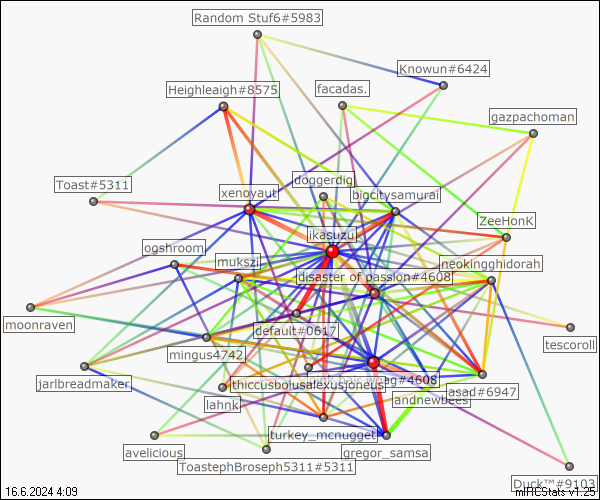 Random Stuf6#5983
Knowun#6424
Heighleaigh#8575
facadas.
gazpachoman
doggerdig
Toast#5311
xenoyaut
bigcitysamurai
ZeeHonK
ikasuzu
ogshroom
mukszi
neokingghidorah
disaster of passion#4608
moonraven
default#0617
tescoroll
mingus4742
jarlbreadmaker
thiccusbolusalexusjoneus
g#4608
asad#6947
lahnk
andnewbees
turkey_mcnugget
avelicious
gregor_samsa
ToastephBroseph5311#5311
Duck™#9103
16.6.2024 4:09
mIRCStats v1.25